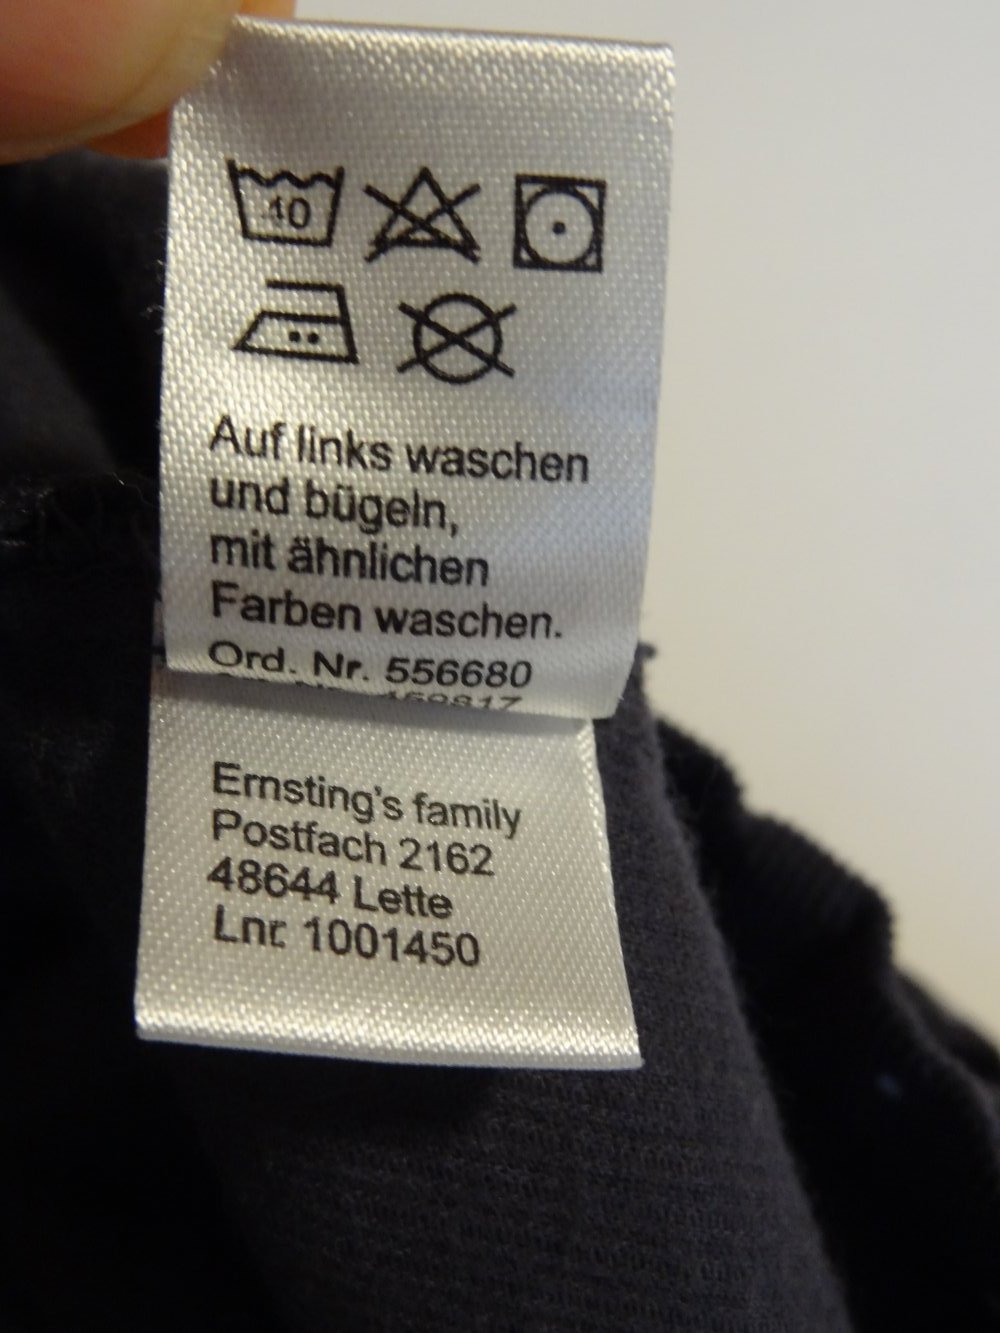 40
Auf links waschen
und bügeln,
mit ähnlichen
Farben waschen.
Ord. Nr. 556680
Ernsting's family
Postfach 2162
48644 Lette
Lnr. 1001450